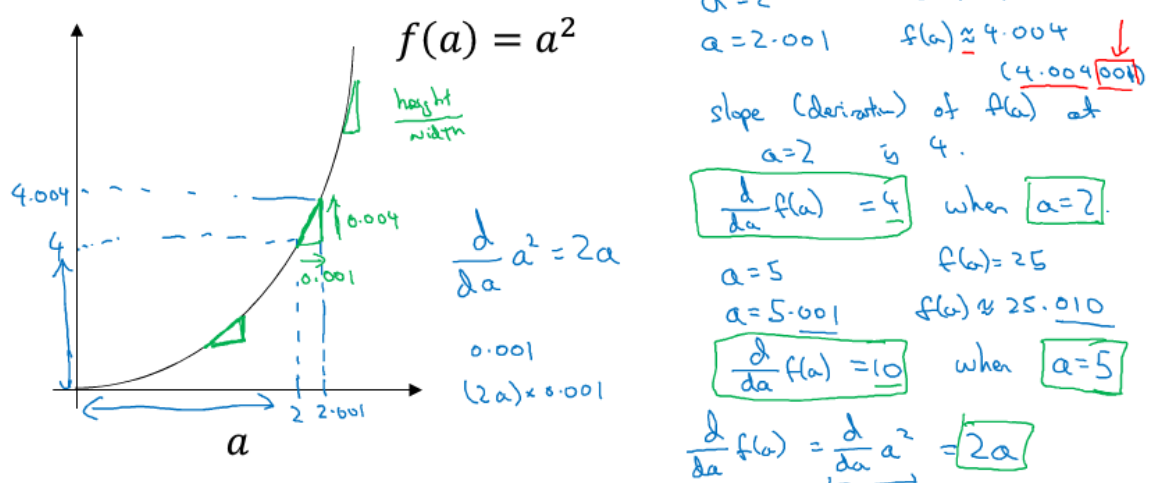 f(a) = a²
height
width
4.004
4
0.004
0.001
2 2.001
a
d/da a² = 2a
0.001
(2a) × 0.001
a = 2.001 f(a) ≈ 4.004
(4.004001)
slope (derivative) of f(a) at
a=2 is 4.
d/da f(a) = 4 when a=2.
a = 5 f(a) = 25
a = 5.001 f(a) ≈ 25.010
d/da f(a) = 10 when a=5
d/da f(a) = d/da a² = 2a